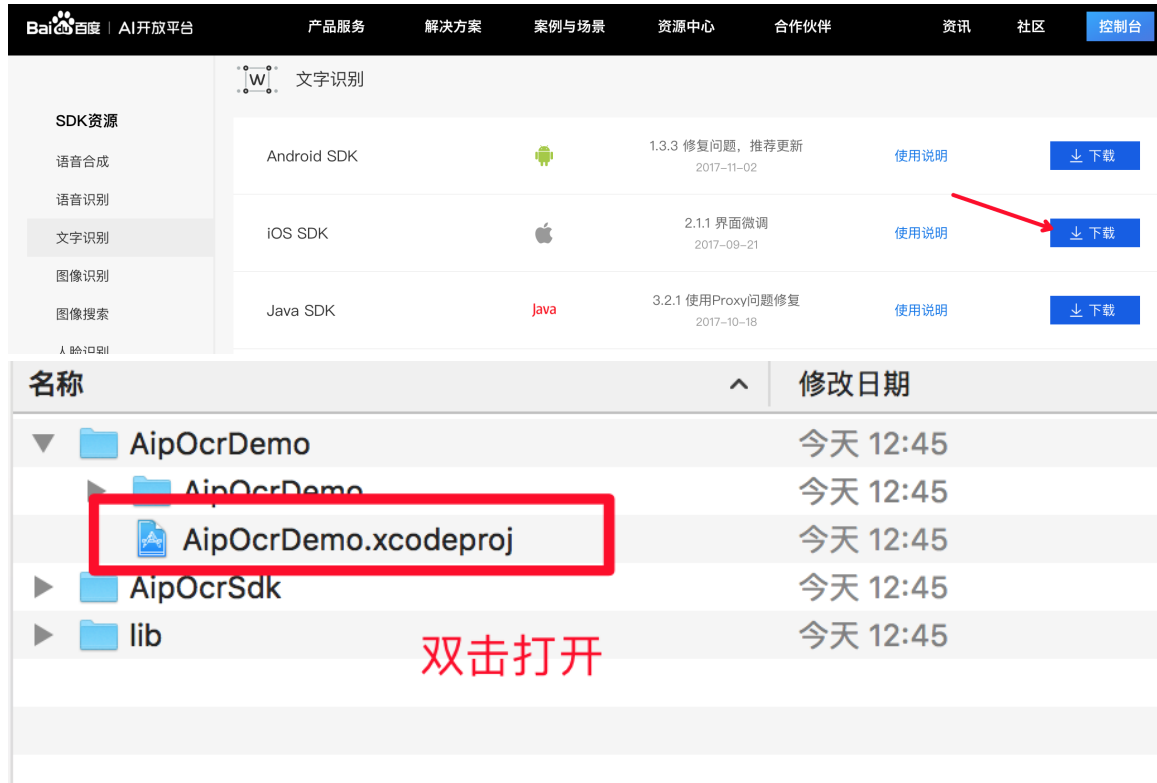 Baidu百度 AI开放平台 产品服务 解决方案 案例与场景 资源中心 合作伙伴 资讯 社区 控制台
W 文字识别
SDK资源
语音合成
语音识别
文字识别
图像识别
图像搜索
人脸识别
Android SDK 1.3.3 修复问题，推荐更新 使用说明 下载
2017-11-02
iOS SDK 2.1.1 界面微调 使用说明 下载
2017-09-21
Java SDK Java 3.2.1 使用Proxy问题修复 使用说明 下载
2017-10-18
名称 修改日期
AipOcrDemo 今天 12:45
AipOcrDemo 今天 12:45
AipOcrDemo.xcodeproj 今天 12:45
AipOcrSdk 今天 12:45
lib 今天 12:45
双击打开